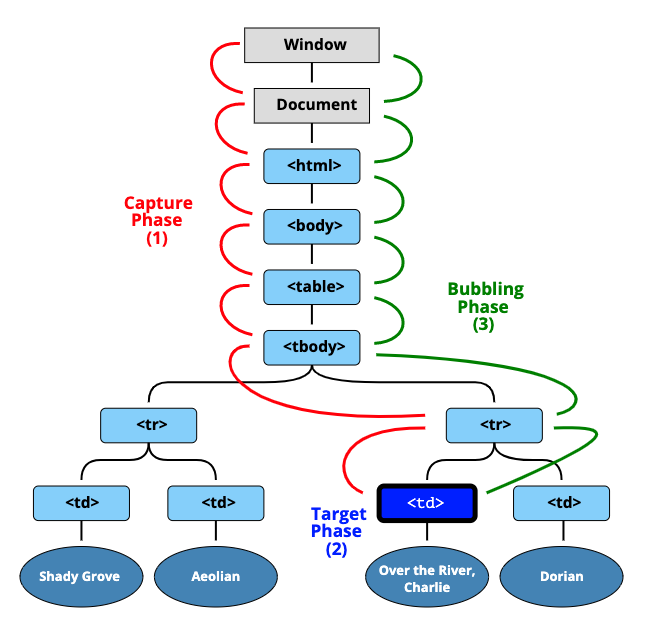 Window
Document
<html>
Capture
Phase
(1)
<body>
<table>
Bubbling
Phase
(3)
<tbody>
<tr>
<tr>
<td>
<td>
<td>
<td>
Target
Phase
(2)
Shady Grove
Aeolian
Over the River,
Charlie
Dorian